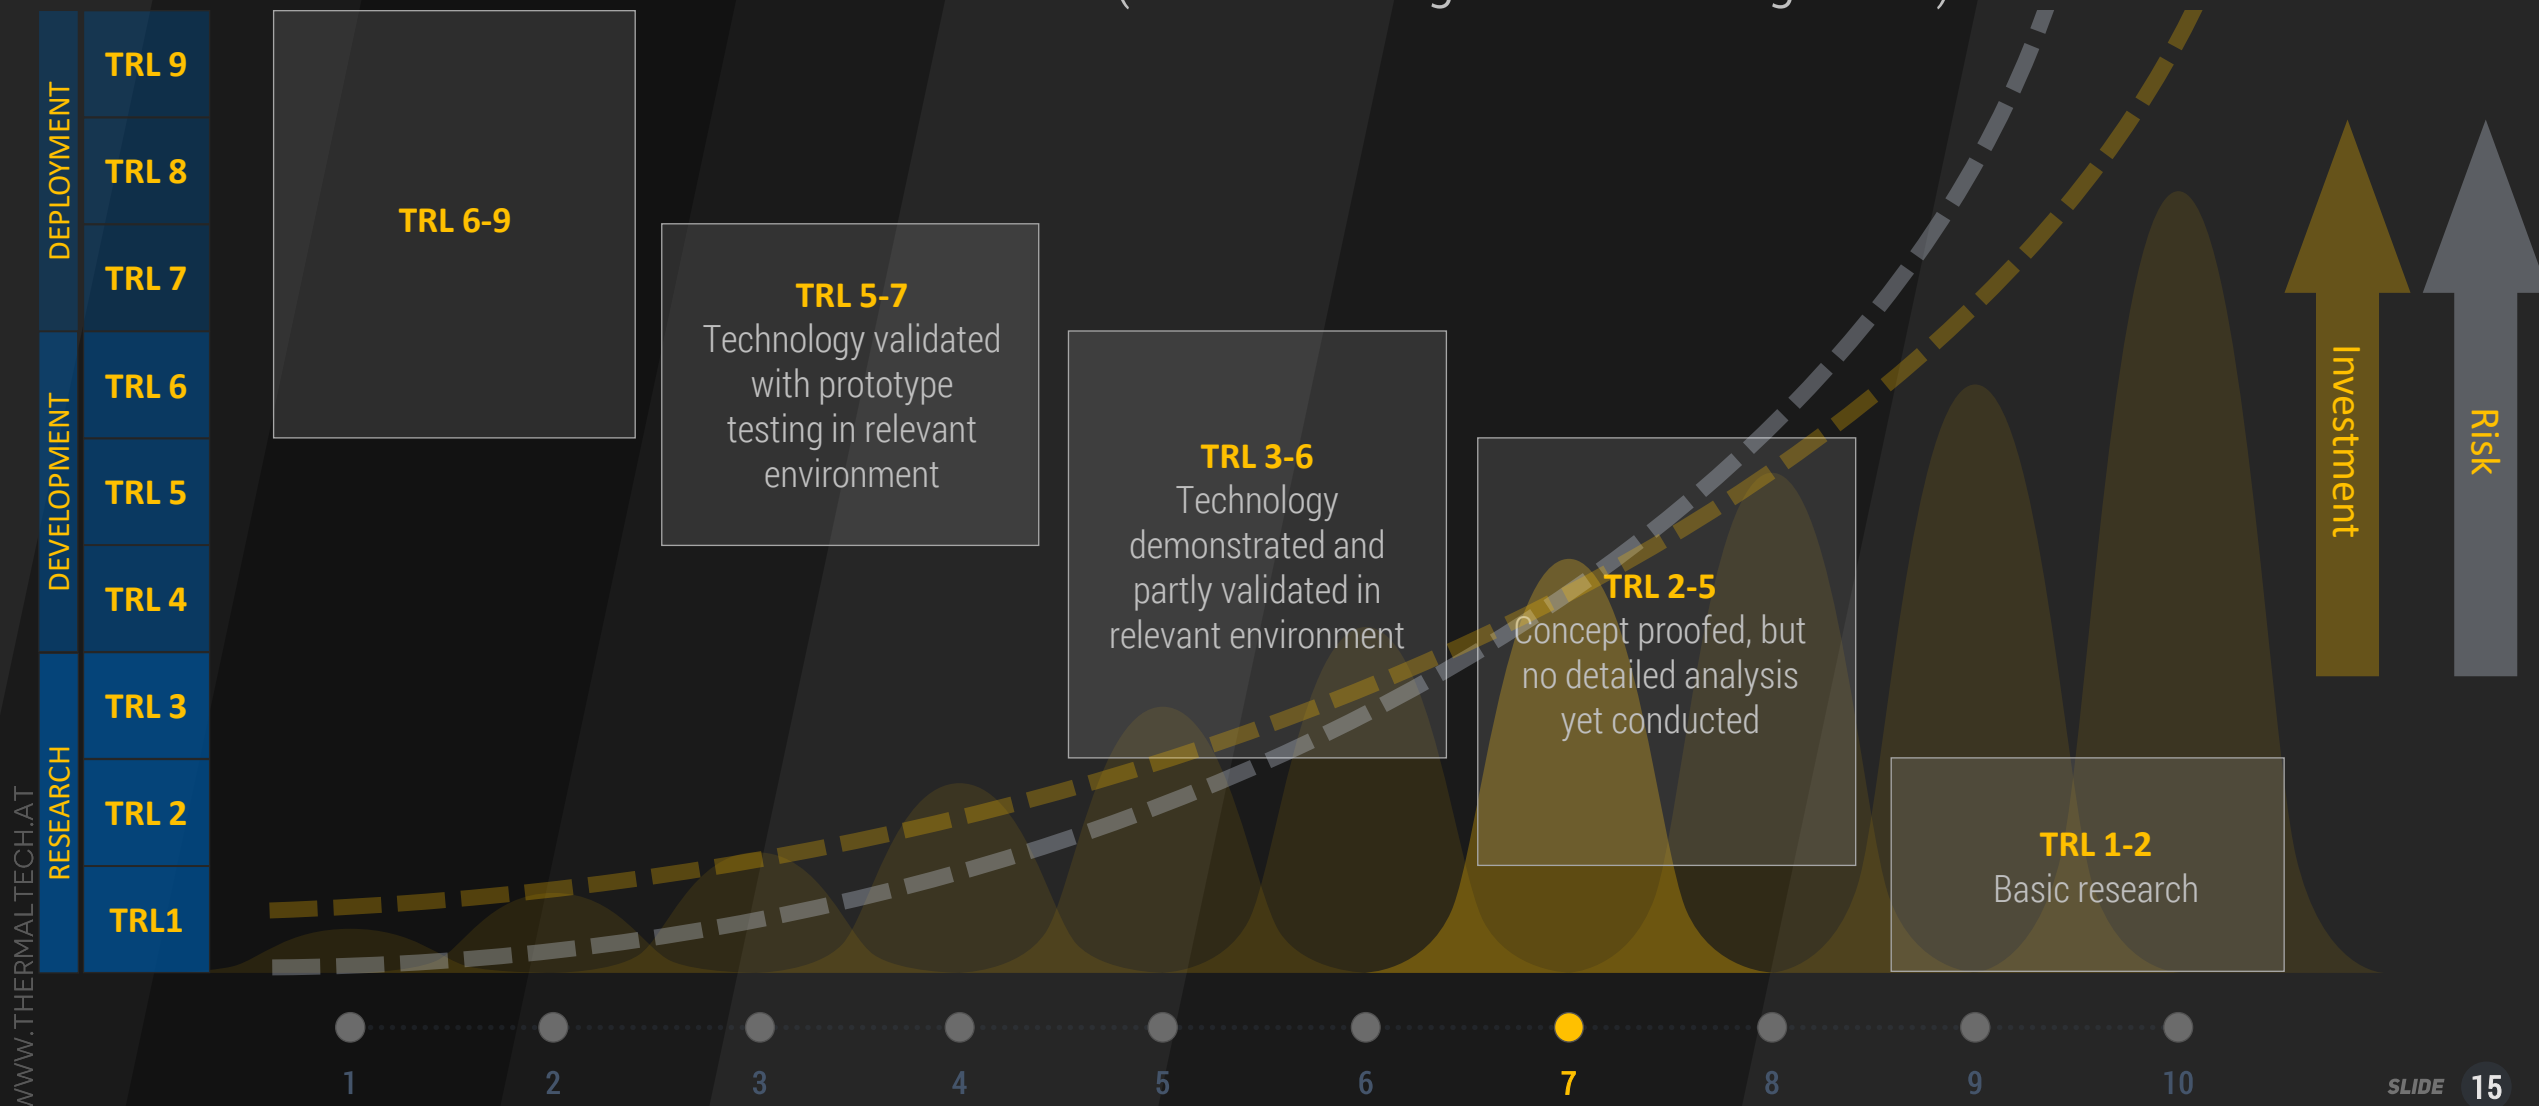 DEPLOYMENT
TRL 9
TRL 8
TRL 7
DEVELOPMENT
TRL 6
TRL 5
TRL 4
RESEARCH
TRL 3
TRL 2
TRL1
TRL 6-9
TRL 5-7
Technology validated
with prototype
testing in relevant
environment
TRL 3-6
Technology
demonstrated and
partly validated in
relevant environment
TRL 2-5
Concept proofed, but
no detailed analysis
yet conducted
TRL 1-2
Basic research
Investment
Risk
1
2
3
4
5
6
7
8
9
10
WWW.THERMALTECH.AT
SLIDE 15